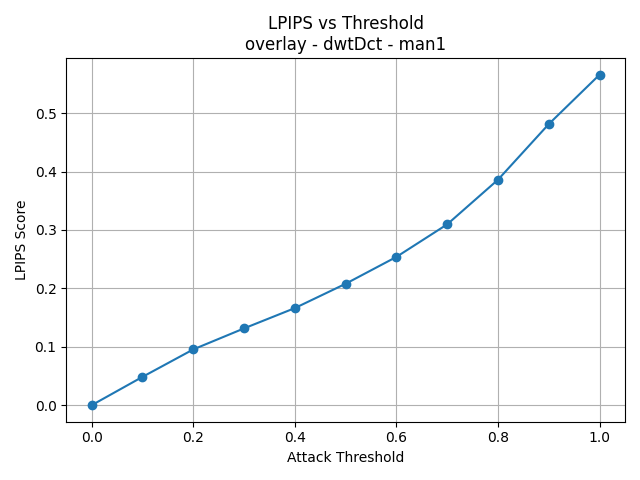 LPIPS vs Threshold
overlay - dwtDct - man1
LPIPS Score
0.5
0.4
0.3
0.2
0.1
0.0
0.0 0.2 0.4 0.6 0.8 1.0
Attack Threshold